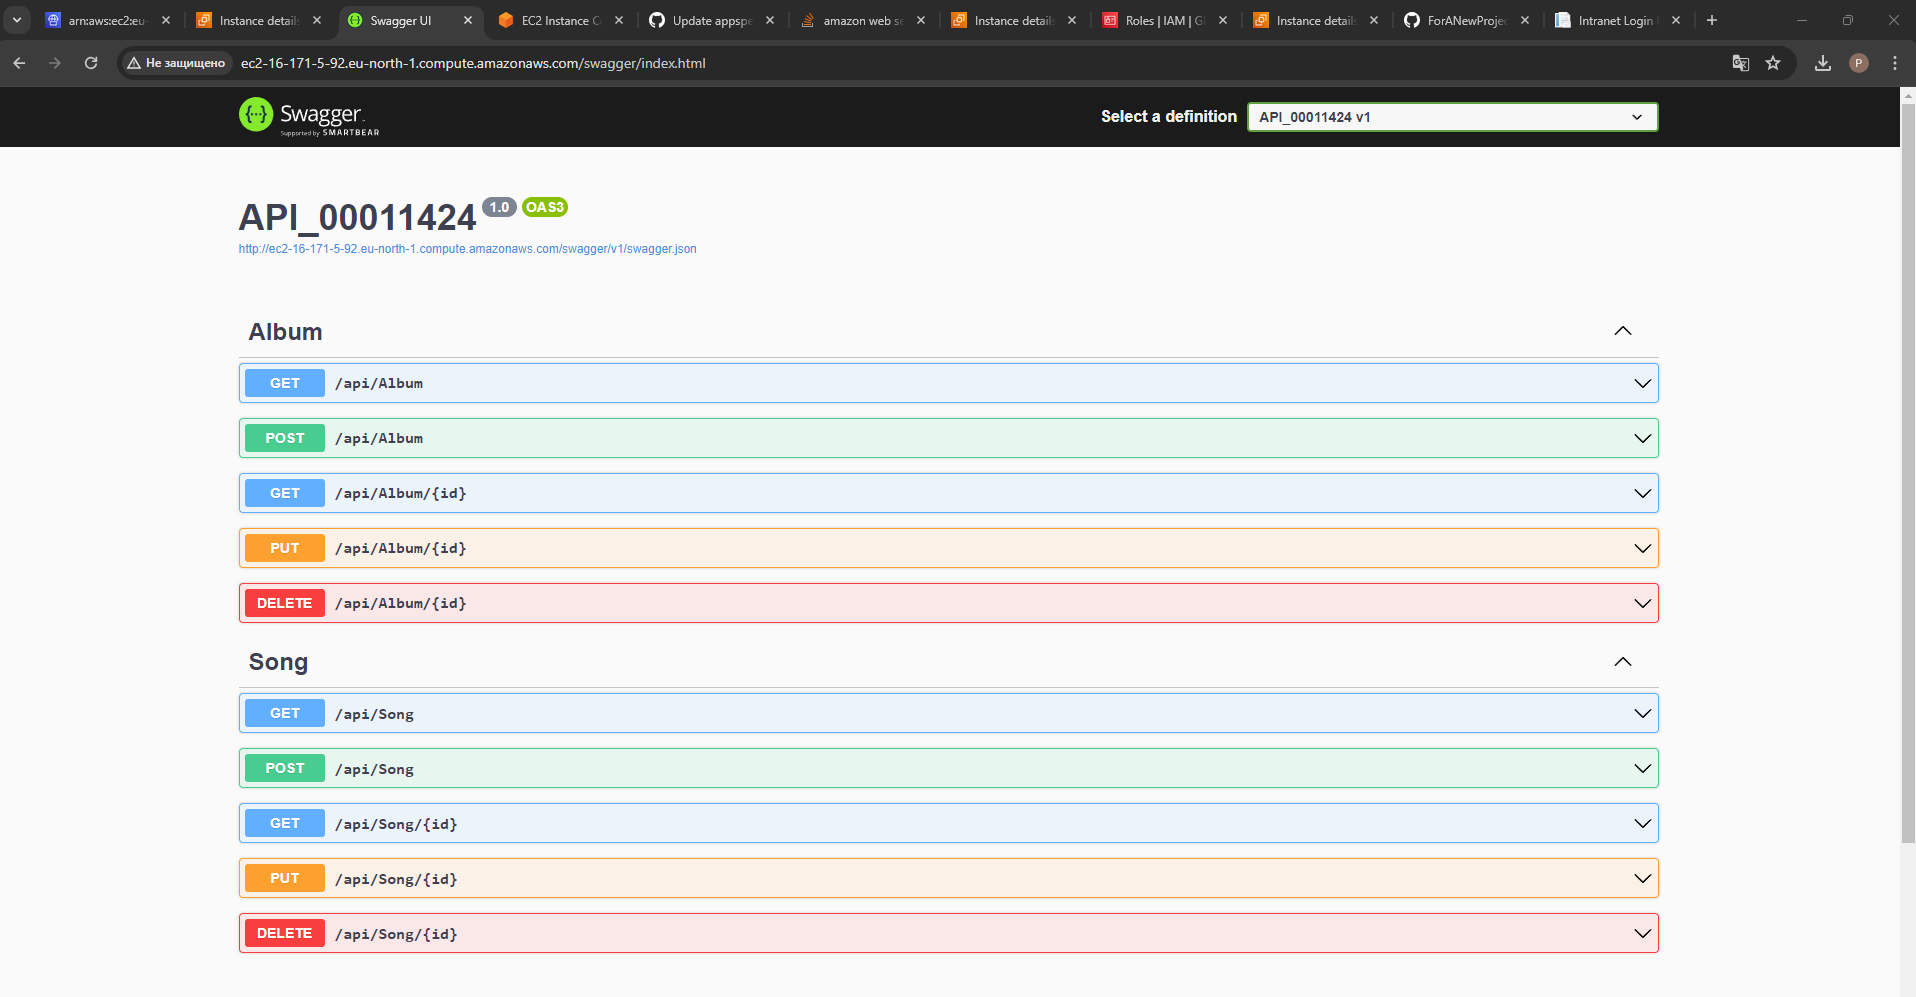 arn:aws:ec2:eu-
Instance details
Swagger UI
EC2 Instance C
Update appspe
amazon web se
Instance details
Roles | IAM | Gl
Instance details
ForANewProjec
Intranet Login
Не защищено
ec2-16-171-5-92.eu-north-1.compute.amazonaws.com/swagger/index.html
P
Swagger.
Supported by SMARTBEAR
Select a definition
API_00011424 v1
API_00011424 1.0 OAS3
http://ec2-16-171-5-92.eu-north-1.compute.amazonaws.com/swagger/v1/swagger.json
Album
GET /api/Album
POST /api/Album
GET /api/Album/{id}
PUT /api/Album/{id}
DELETE /api/Album/{id}
Song
GET /api/Song
POST /api/Song
GET /api/Song/{id}
PUT /api/Song/{id}
DELETE /api/Song/{id}